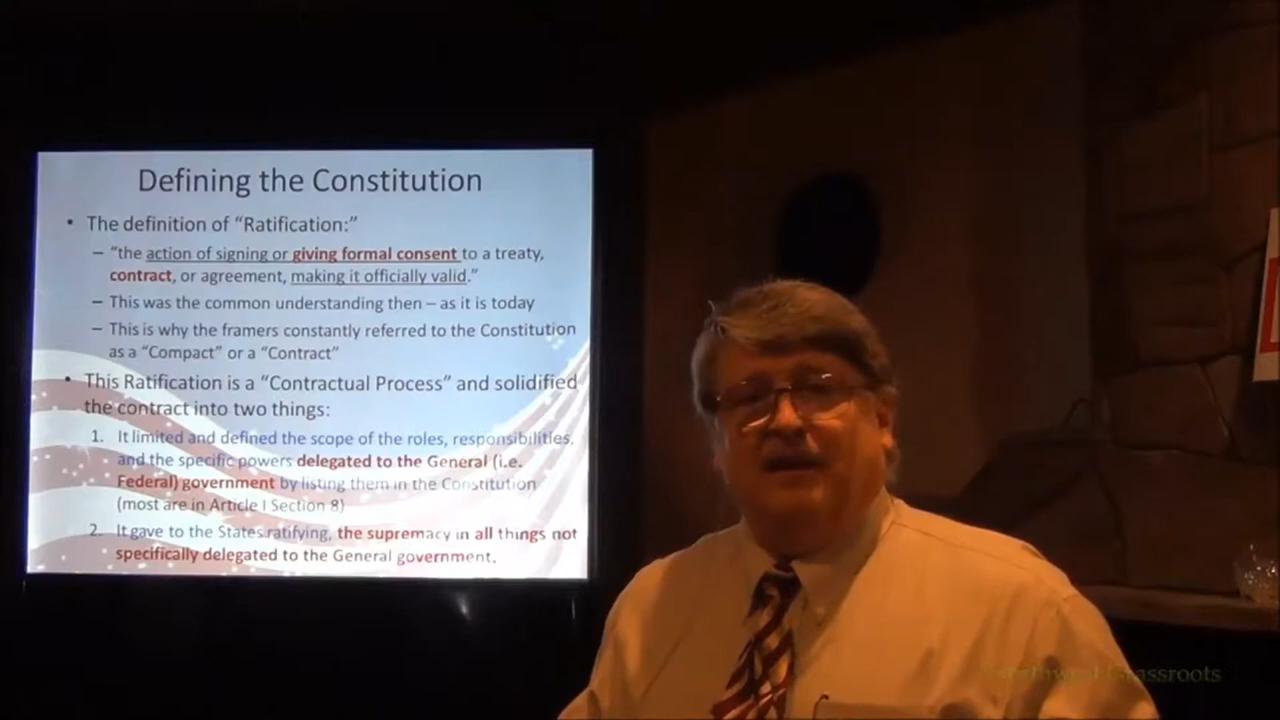 Defining the Constitution
• The definition of “Ratification:”
– “the action of signing or giving formal consent to a treaty,
contract, or agreement, making it officially valid.”
– This was the common understanding then – as it is today
– This is why the framers constantly referred to the Constitution
as a “Compact” or a “Contract”
• This Ratification is a “Contractual Process” and solidified
the contract into two things:
1. It limited and defined the scope of the roles, responsibilities,
and the specific powers delegated to the General (i.e.
Federal) government by listing them in the Constitution
(most are in Article I Section 8)
2. It gave to the States ratifying, the supremacy in all things not
specifically delegated to the General government.
Grassroots